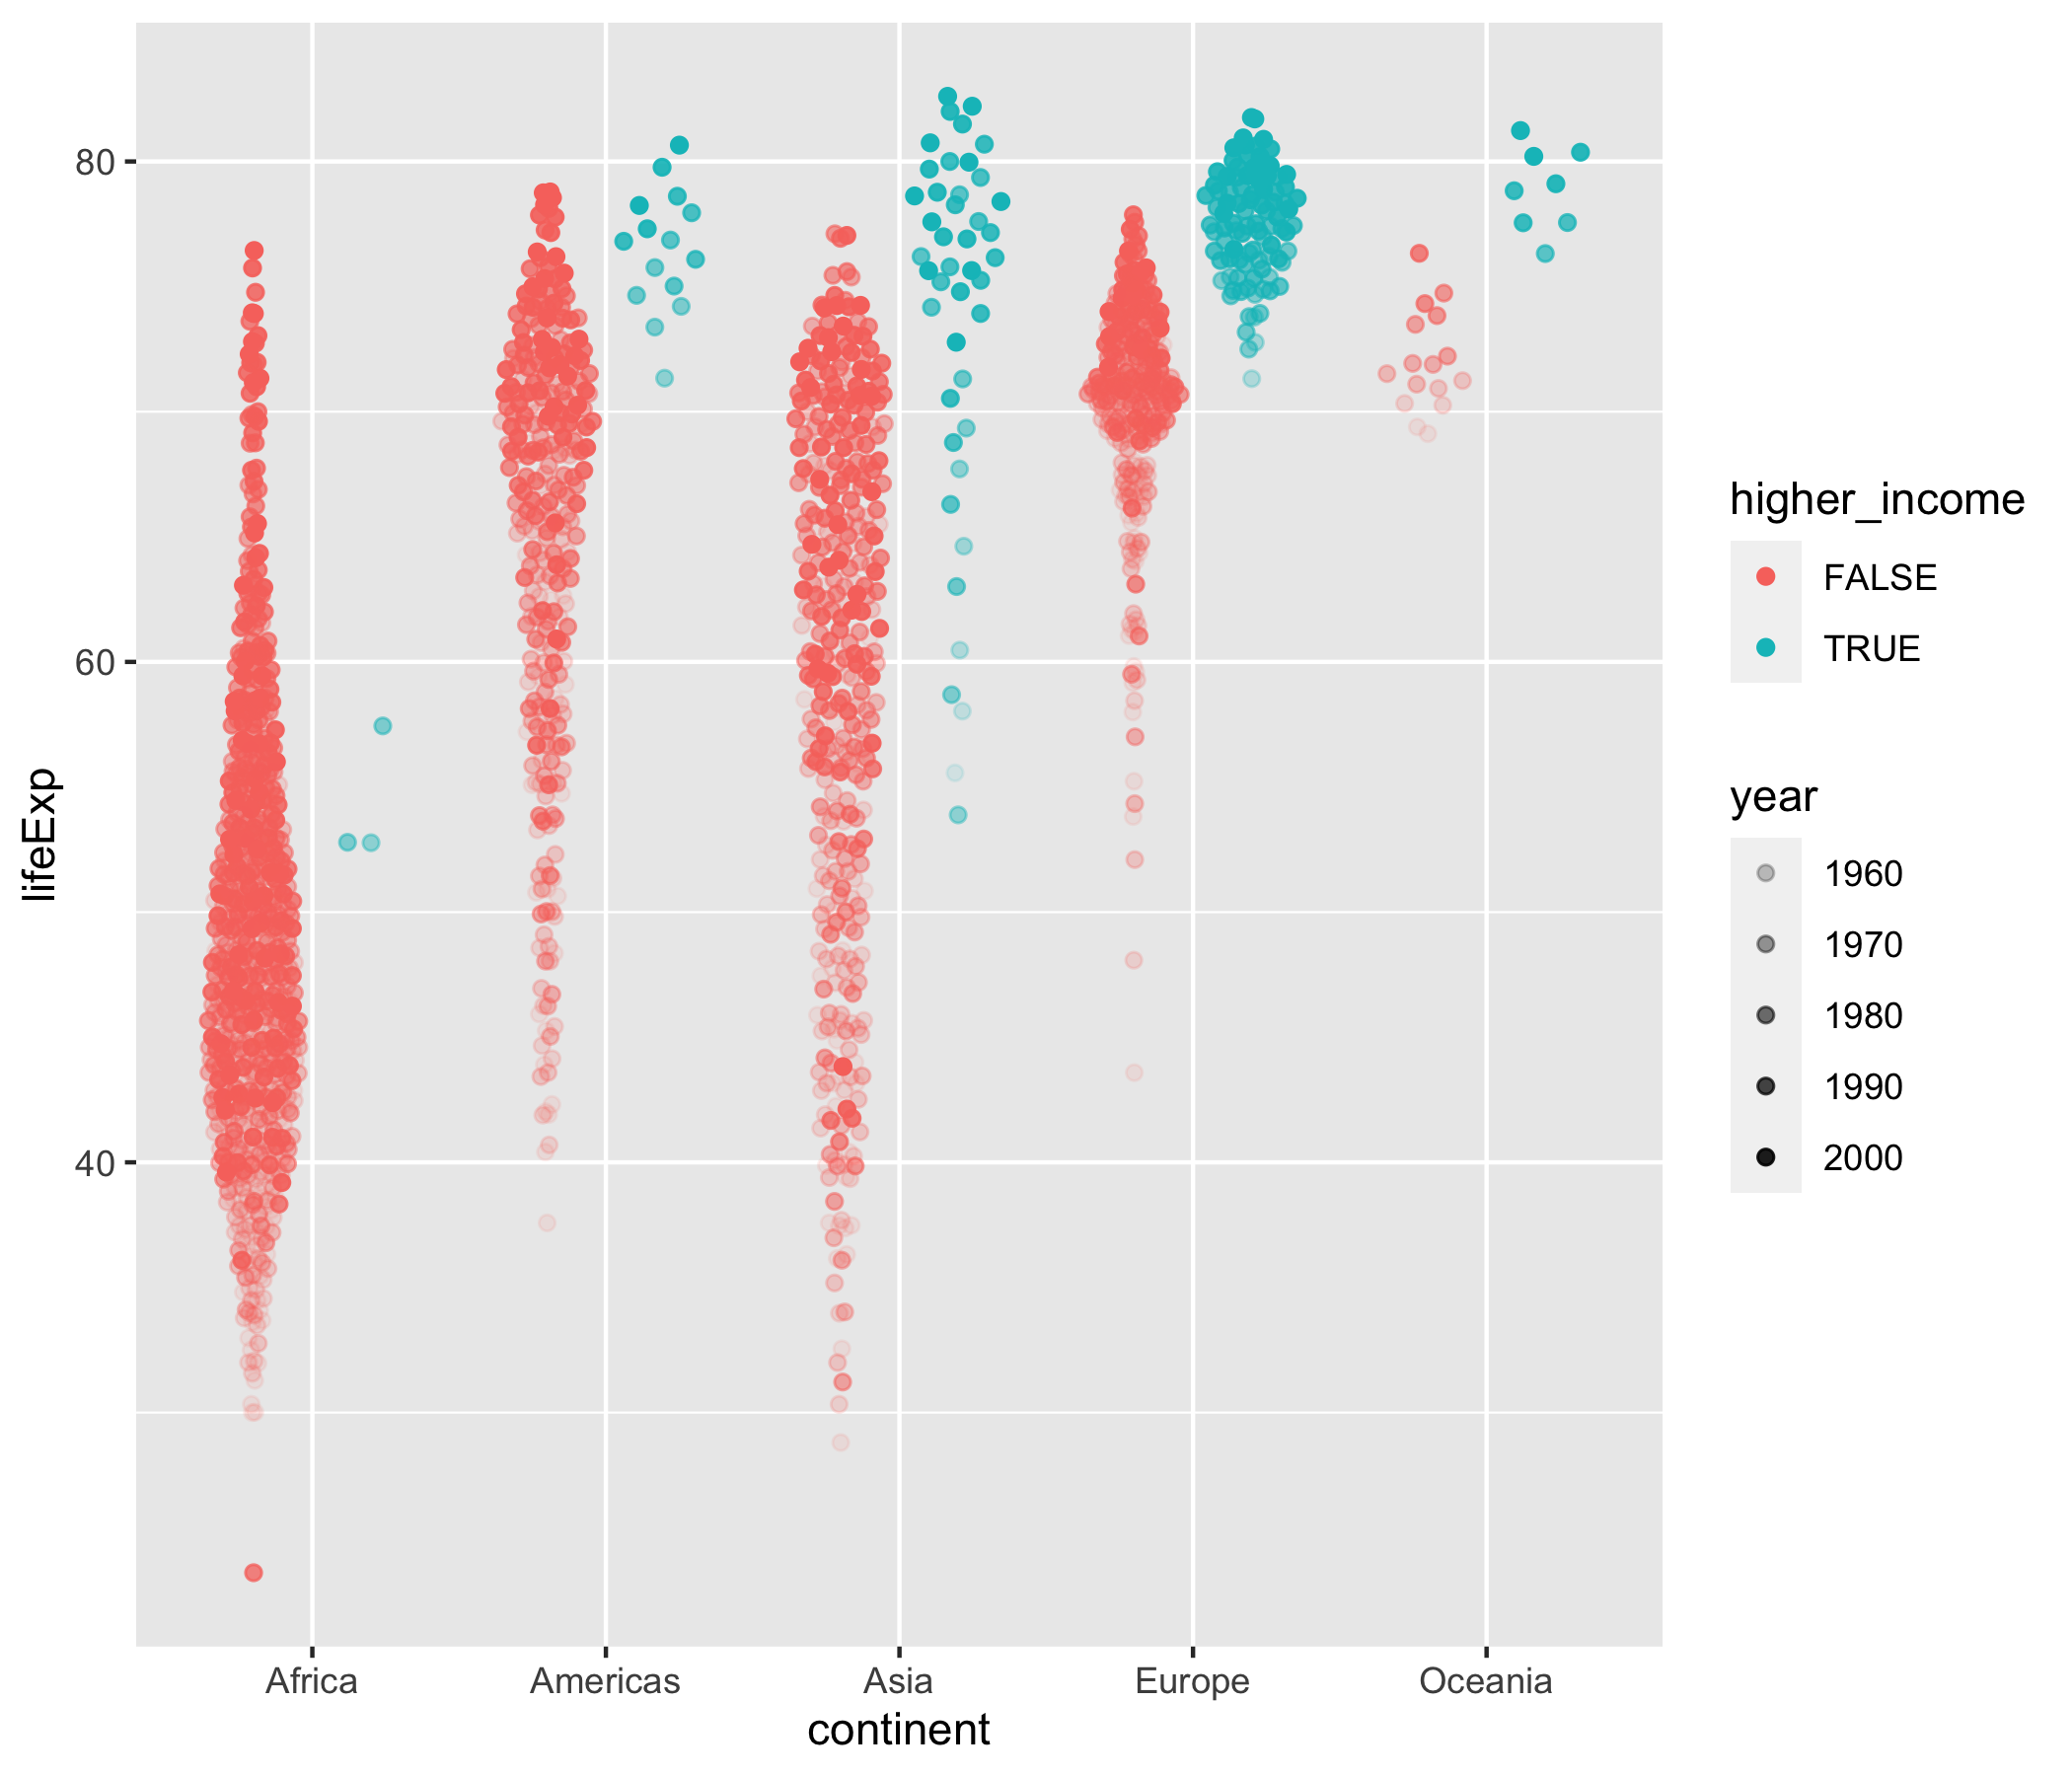 80
60
40
lifeExp
Africa
Americas
Asia
Europe
Oceania
continent
higher_income
FALSE
TRUE
year
1960
1970
1980
1990
2000